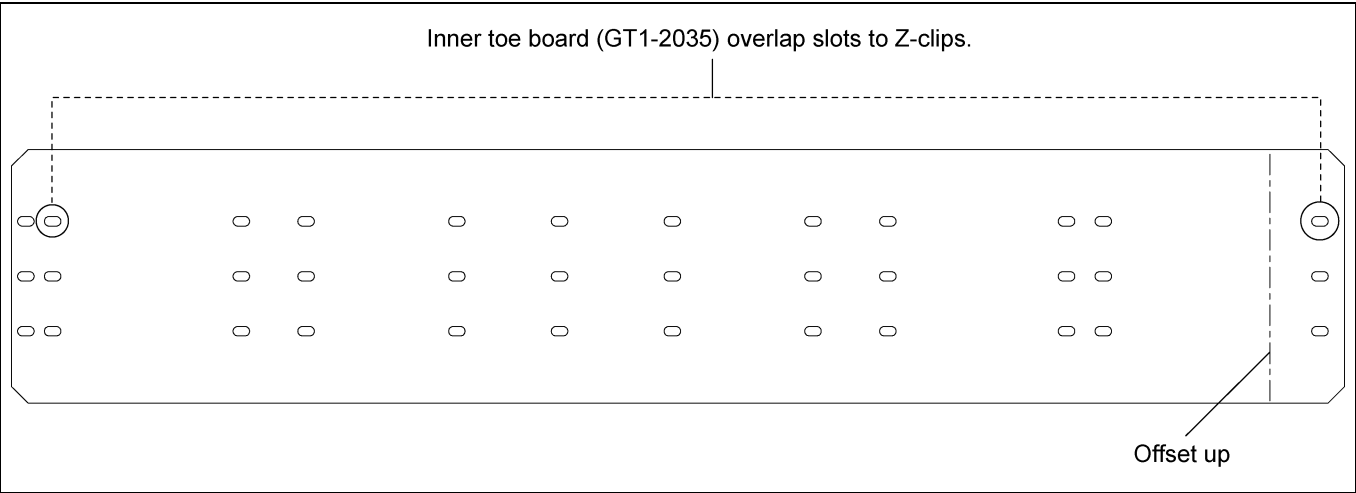 Inner toe board (GT1-2035) overlap slots to Z-clips.
Offset up